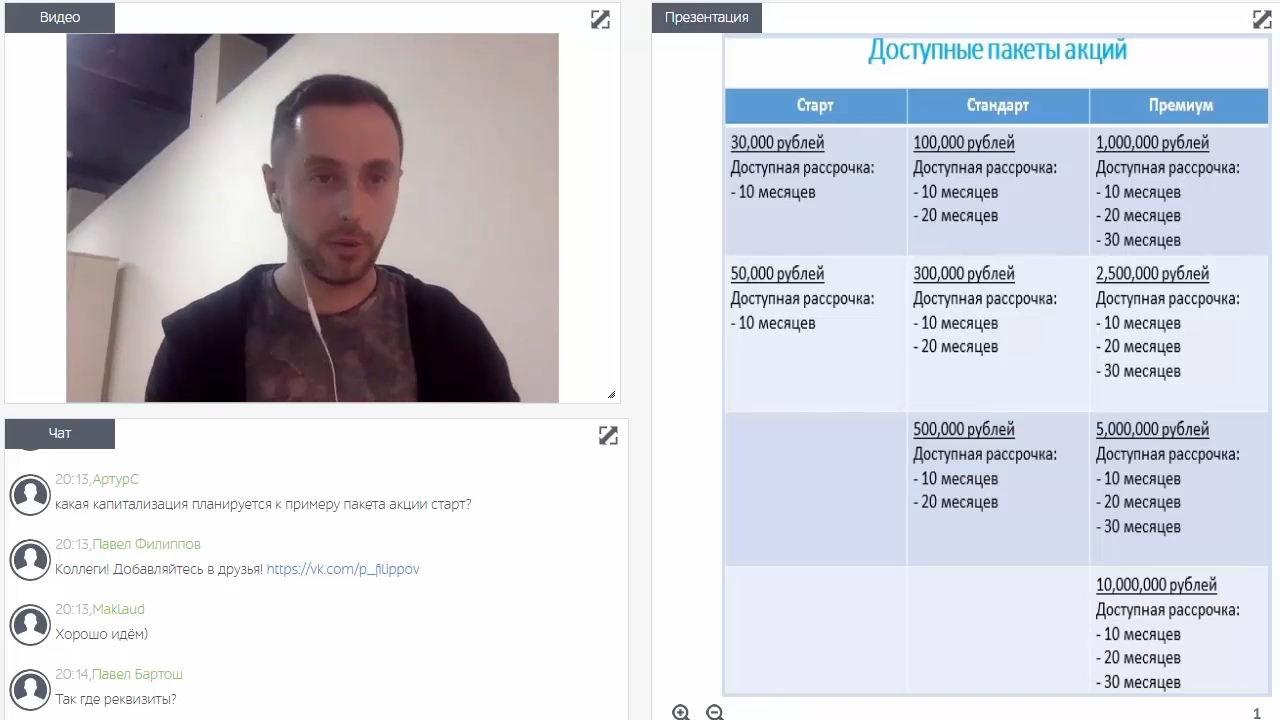 Видео
Чат
20:13,АртурС
какая капитализация планируется к примеру пакета акции старт?
20:13,Павел Филиппов
Коллеги! Добавляйтесь в друзья! https://vk.com/p_filippov
20:13,Maklaud
Хорошо идём)
20:14,Павел Бартош
Так где реквизиты?
Презентация
Доступные пакеты акций
Старт Стандарт Премиум
30,000 рублей
Доступная рассрочка:
- 10 месяцев
100,000 рублей
Доступная рассрочка:
- 10 месяцев
- 20 месяцев
1,000,000 рублей
Доступная рассрочка:
- 10 месяцев
- 20 месяцев
- 30 месяцев
50,000 рублей
Доступная рассрочка:
- 10 месяцев
300,000 рублей
Доступная рассрочка:
- 10 месяцев
- 20 месяцев
2,500,000 рублей
Доступная рассрочка:
- 10 месяцев
- 20 месяцев
- 30 месяцев
500,000 рублей
Доступная рассрочка:
- 10 месяцев
- 20 месяцев
5,000,000 рублей
Доступная рассрочка:
- 10 месяцев
- 20 месяцев
- 30 месяцев
10,000,000 рублей
Доступная рассрочка:
- 10 месяцев
- 20 месяцев
- 30 месяцев
1